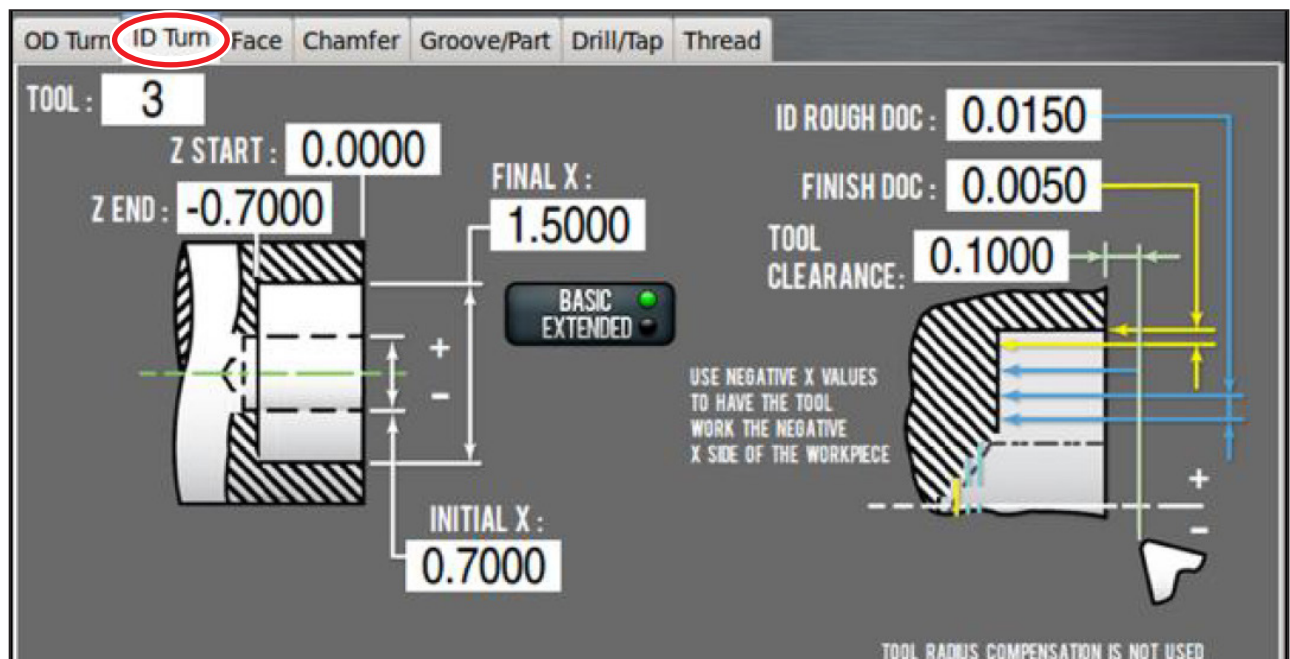 OD Turn ID Turn Face Chamfer Groove/Part Drill/Tap Thread
TOOL : 3
Z START : 0.0000
Z END : -0.7000
FINAL X :
1.5000
BASIC
EXTENDED
+
-
INITIAL X :
0.7000
ID ROUGH DOC : 0.0150
FINISH DOC : 0.0050
TOOL
CLEARANCE : 0.1000
USE NEGATIVE X VALUES
TO HAVE THE TOOL
WORK THE NEGATIVE
X SIDE OF THE WORKPIECE
+
-
TOOL RADIUS COMPENSATION IS NOT USED